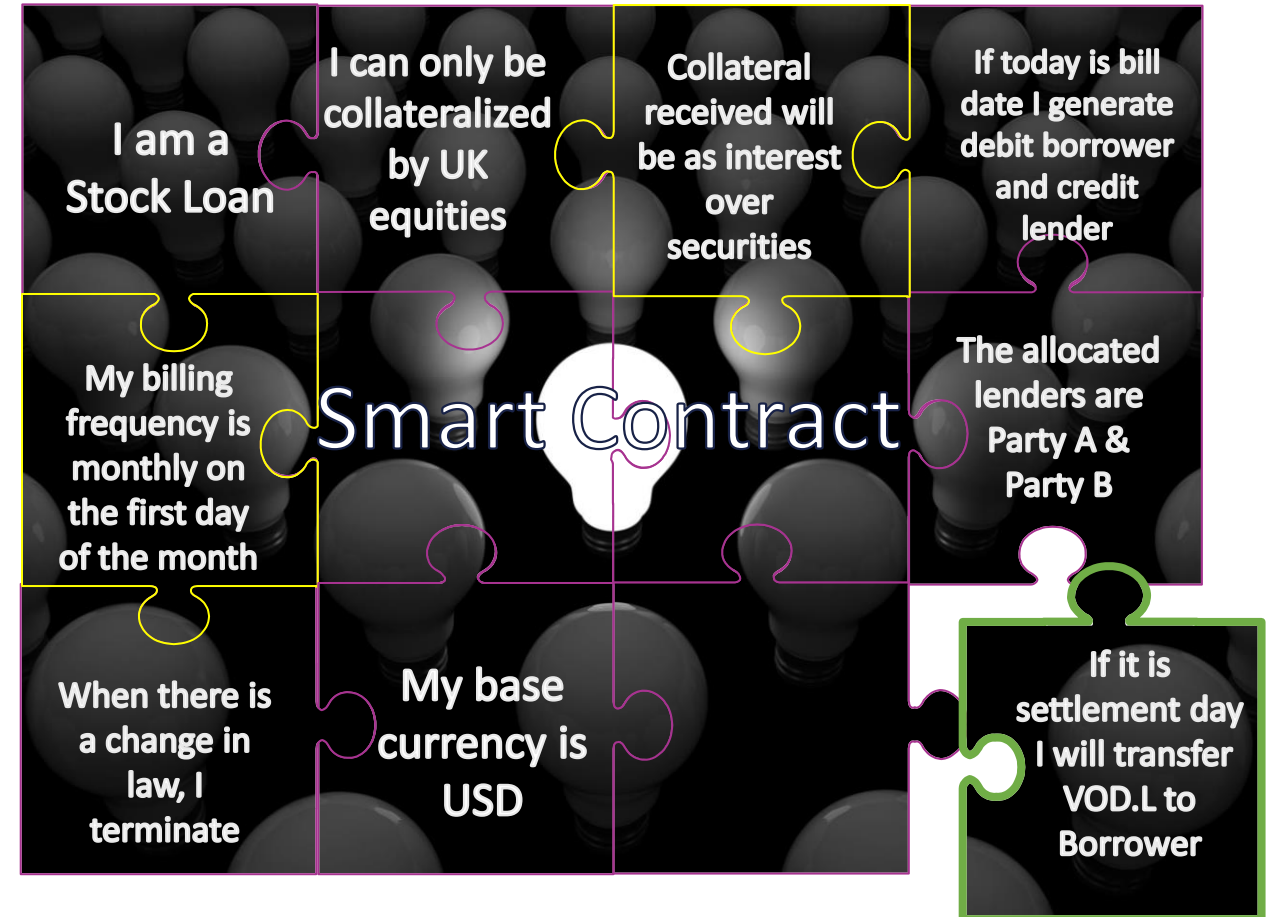 I am a
Stock Loan
I can only be
collateralized
by UK
equities
Collateral
received will
be as interest
over
securities
If today is bill
date I generate
debit borrower
and credit
lender
My billing
frequency is
monthly on
the first day
of the month
Smart Contract
The allocated
lenders are
Party A &
Party B
When there is
a change in
law, I
terminate
My base
currency is
USD
If it is
settlement day
I will transfer
VOD.L to
Borrower